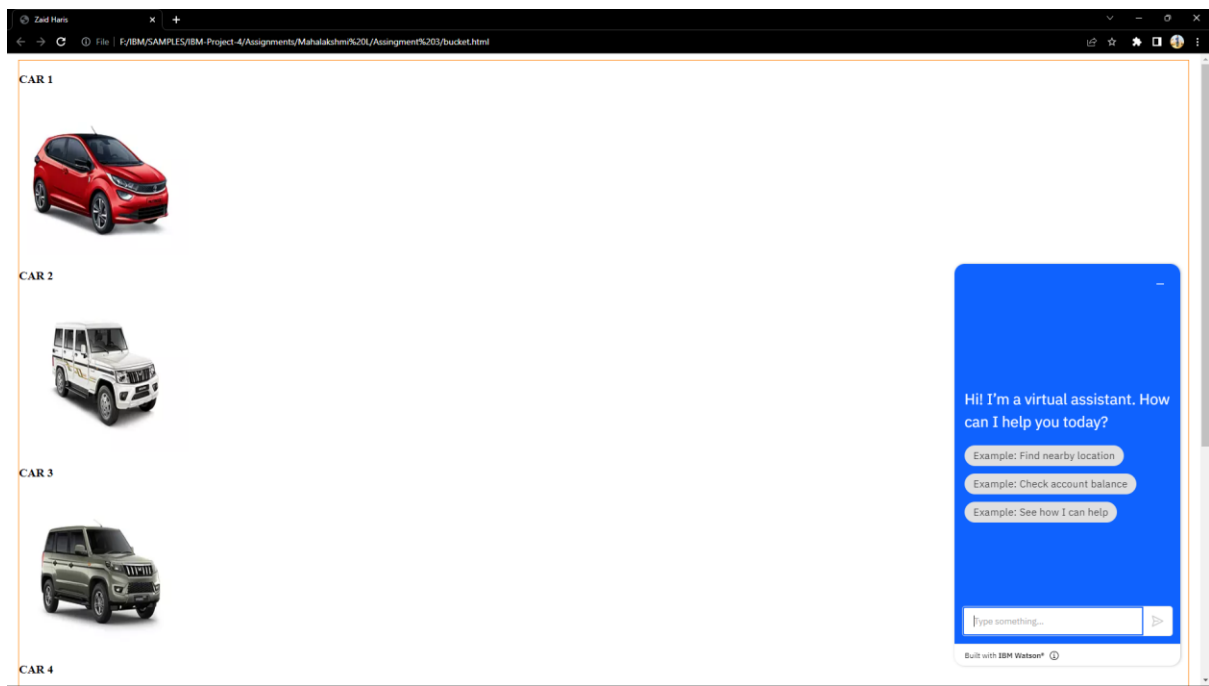 Zaid Haris
File | F:/IBM/SAMPLES/IBM-Project-4/Assignments/Mahalakshmi%20L/Assingment%203/bucket.html
CAR 1
CAR 2
CAR 3
CAR 4
Hi! I'm a virtual assistant. How
can I help you today?
Example: Find nearby location
Example: Check account balance
Example: See how I can help
Type something...
Built with IBM Watson®